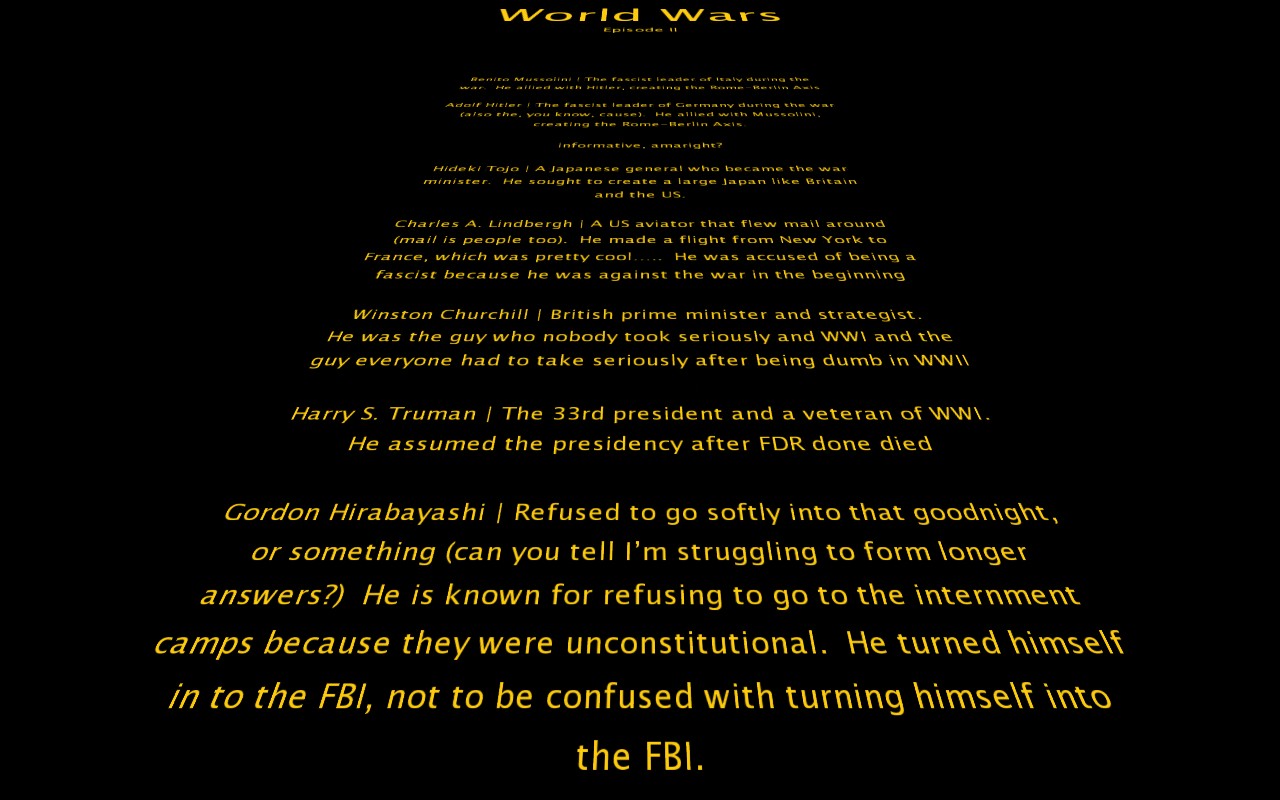 World Wars
Episode II
Benito Mussolini | The fascist leader of Italy during the
war.  He allied with Hitler, creating the Rome-Berlin Axis
Adolf Hitler | The fascist leader of Germany during the war
(also the, you know, cause).  He allied with Mussolini,
creating the Rome-Berlin Axis.
informative, amaright?
Hideki Tojo | A Japanese general who became the war
minister.  He sought to create a large Japan like Britain
and the US.
Charles A. Lindbergh | A US aviator that flew mail around
(mail is people too).  He made a flight from New York to
France, which was pretty cool.....  He was accused of being a
fascist because he was against the war in the beginning
Winston Churchill | British prime minister and strategist.
He was the guy who nobody took seriously and WWI and the
guy everyone had to take seriously after being dumb in WWII
Harry S. Truman | The 33rd president and a veteran of WWI.
He assumed the presidency after FDR done died
Gordon Hirabayashi | Refused to go softly into that goodnight,
or something (can you tell I'm struggling to form longer
answers?)  He is known for refusing to go to the internment
camps because they were unconstitutional.  He turned himself
in to the FBI, not to be confused with turning himself into
the FBI.